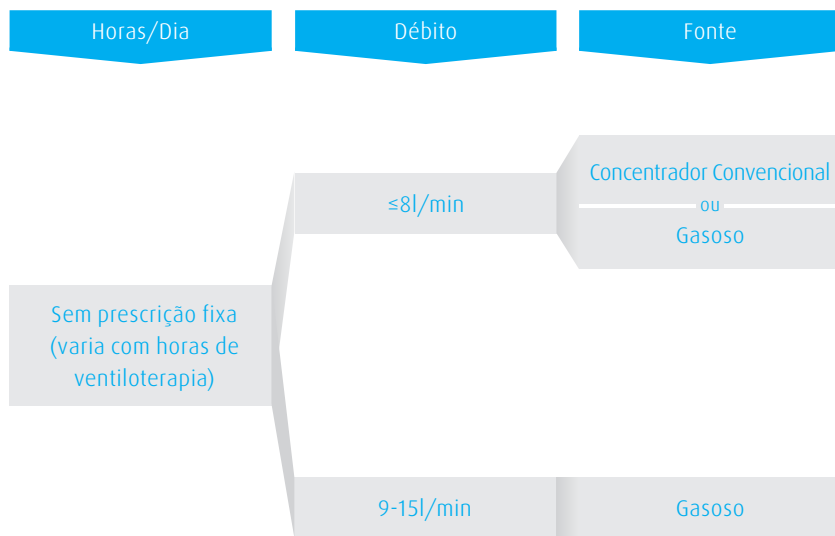 Horas/Dia
Débito
Fonte
Concentrador Convencional
ou
Gasoso
≤8l/min
Sem prescrição fixa
(varia com horas de
ventiloterapia)
9-15l/min
Gasoso